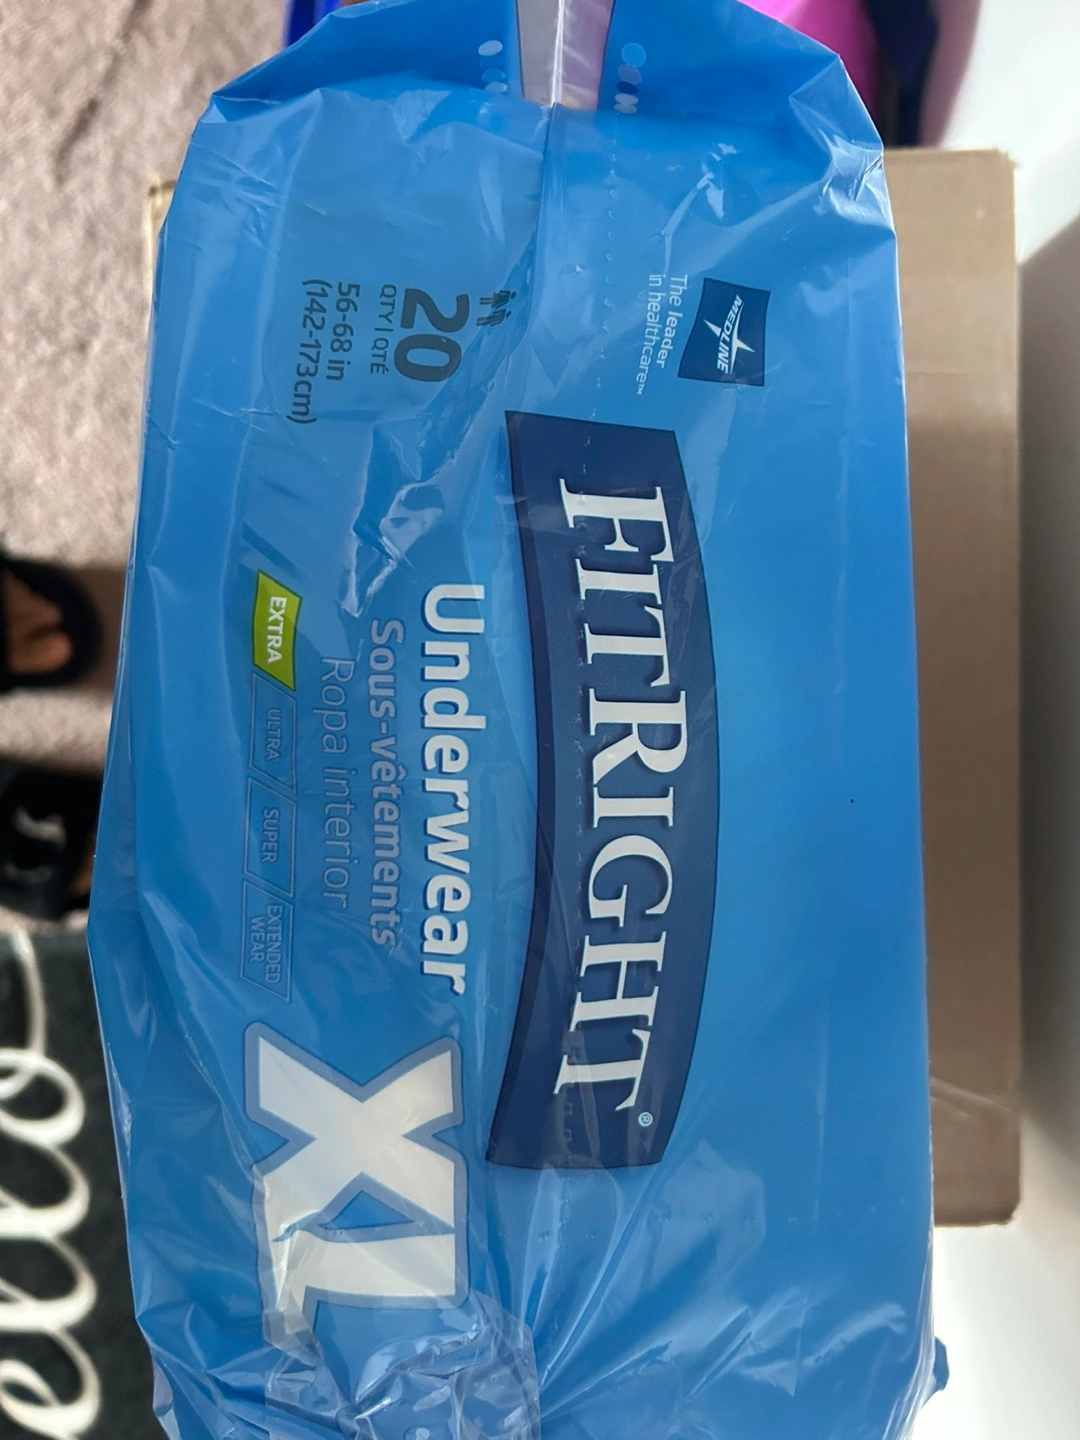 MEDLINE
The leader
in healthcare™
FITRIGHT®
20
QTY | QTÉ
56-68 in
(142-173cm)
Underwear
Sous-vêtements
Ropa interior
EXTRA
ULTRA
SUPER
EXTENDED
WEAR
XL
ello